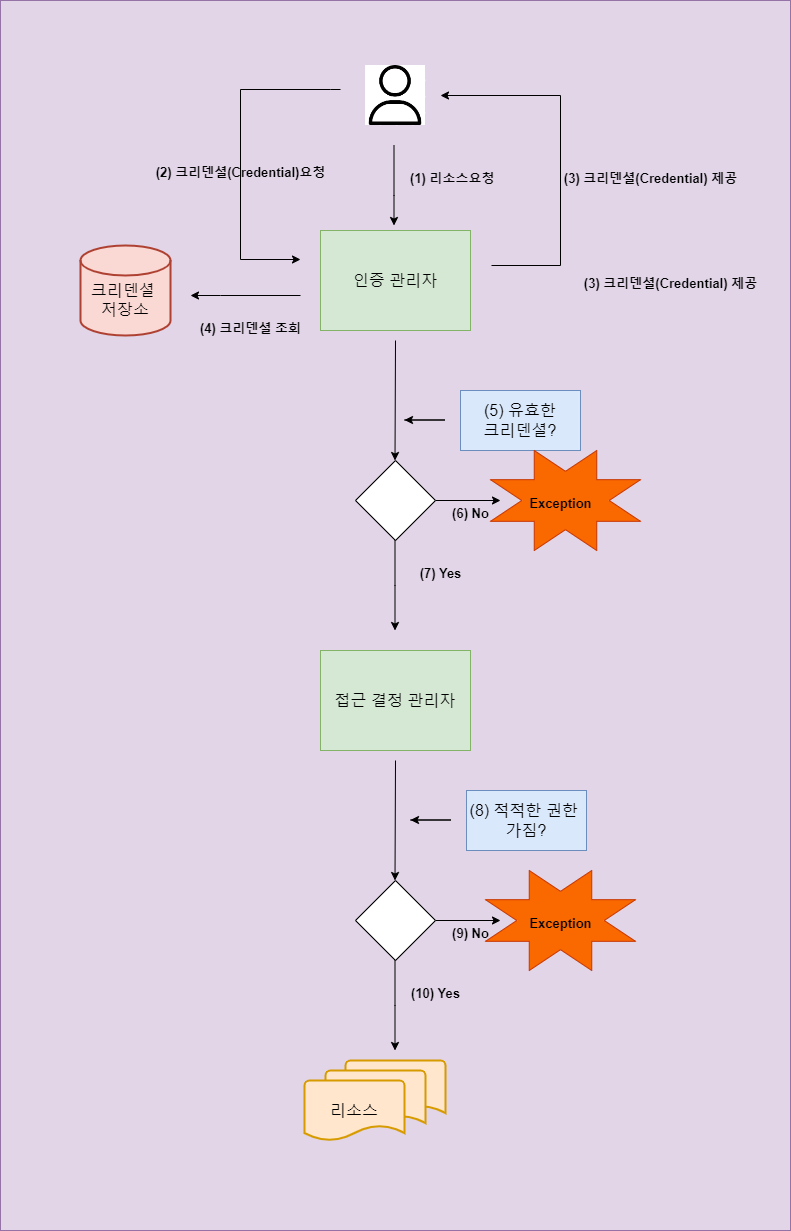 (2) 크리덴셜(Credential)요청
(1) 리소스요청
(3) 크리덴셜(Credential) 제공
인증 관리자
(3) 크리덴셜(Credential) 제공
크리덴셜
저장소
(4) 크리덴셜 조회
(5) 유효한
크리덴셜?
(6) No
Exception
(7) Yes
접근 결정 관리자
(8) 적적한 권한
가짐?
(9) No
Exception
(10) Yes
리소스